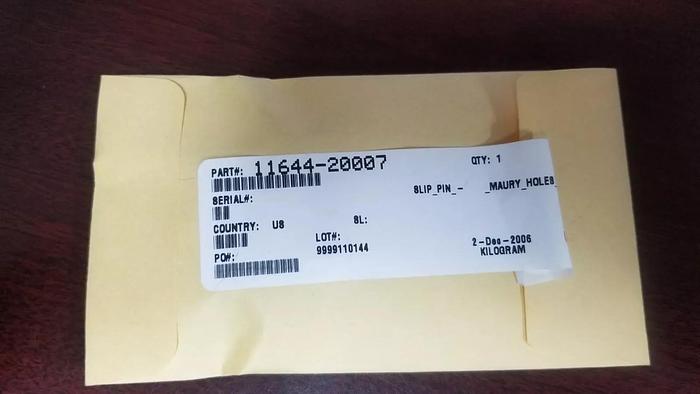 PART#: 11644-20007 QTY: 1
SLIP_PIN_- _MAURY_HOLES_
SERIAL#:
COUNTRY: US SL:
LOT#:
9999110144 2-Dec-2006
PO#: KILOGRAM